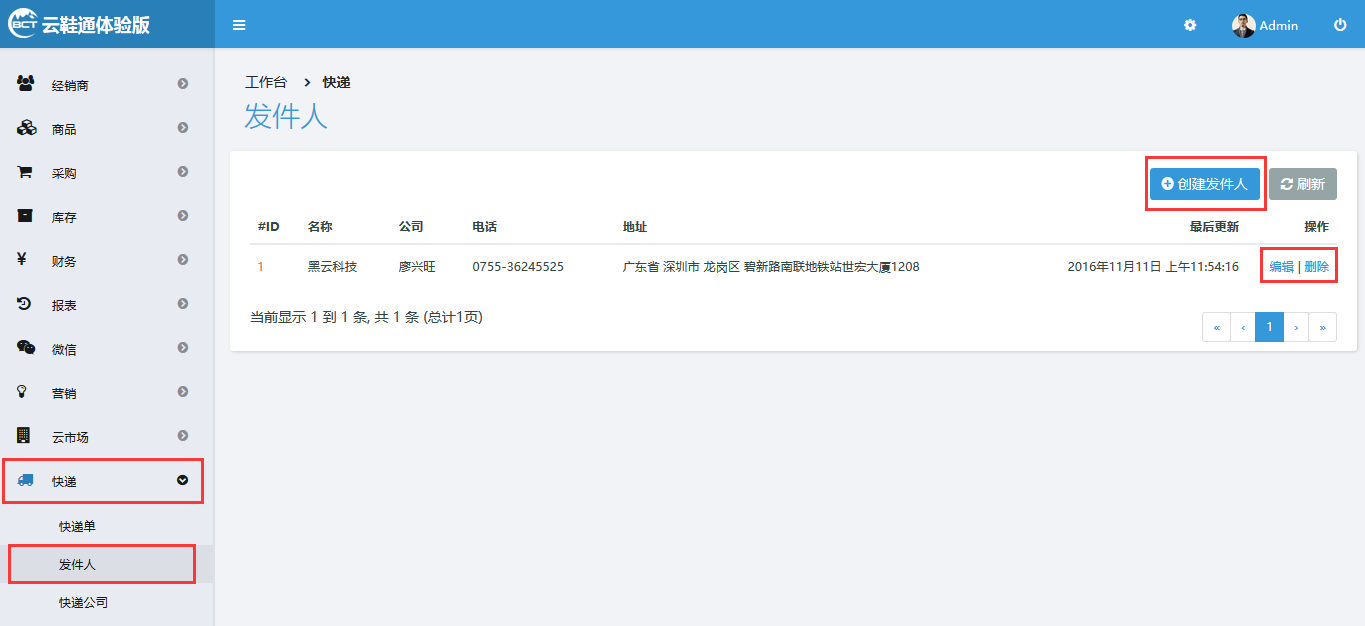 BCT 云鞋通体验版
Admin
经销商
商品
采购
库存
¥ 财务
报表
微信
营销
云市场
快递
快递单
发件人
快递公司
工作台 > 快递
发件人
创建发件人 刷新
#ID 名称 公司 电话 地址 最后更新 操作
1 黑云科技 廖兴旺 0755-36245525 广东省 深圳市 龙岗区 碧新路南联地铁站世宏大厦1208 2016年11月11日 上午11:54:16 编辑 | 删除
当前显示 1 到 1 条, 共 1 条 (总计1页)
« ‹ 1 › »